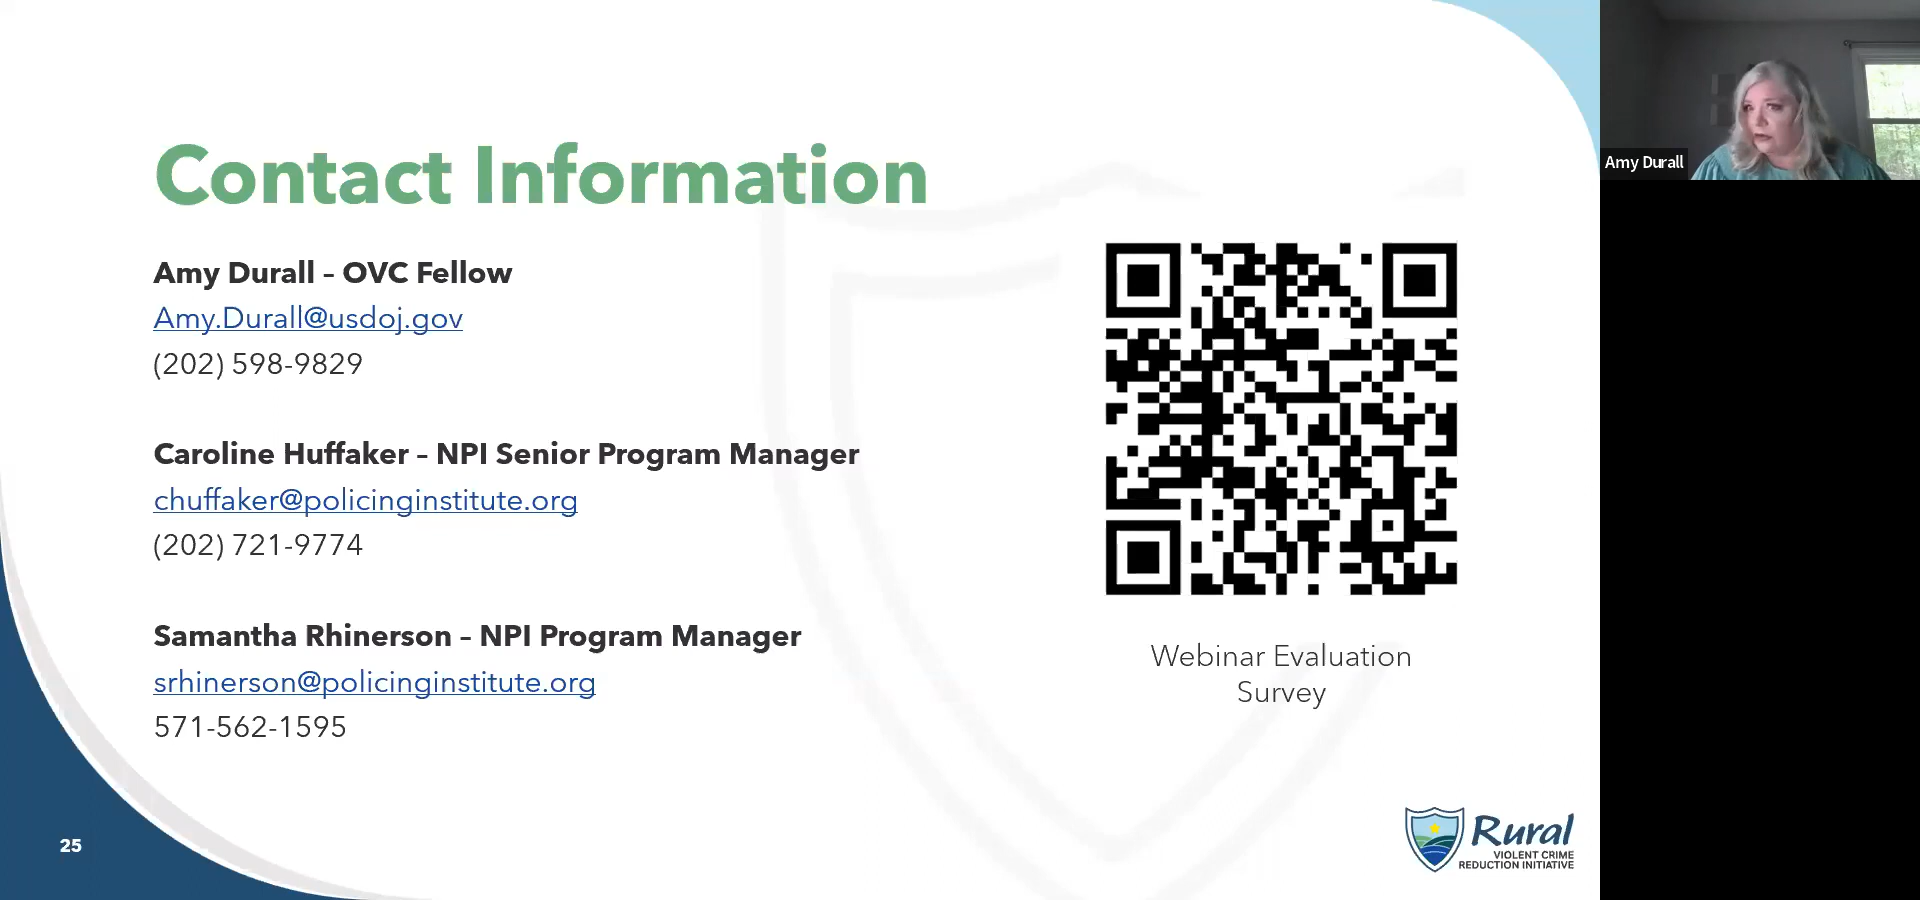 Contact Information
Amy Durall – OVC Fellow
Amy.Durall@usdoj.gov
(202) 598-9829
Caroline Huffaker – NPI Senior Program Manager
chuffaker@policinginstitute.org
(202) 721-9774
Samantha Rhinerson – NPI Program Manager
srhinerson@policinginstitute.org
571-562-1595
Webinar Evaluation
Survey
25
Rural
VIOLENT CRIME
REDUCTION INITIATIVE
Amy Durall